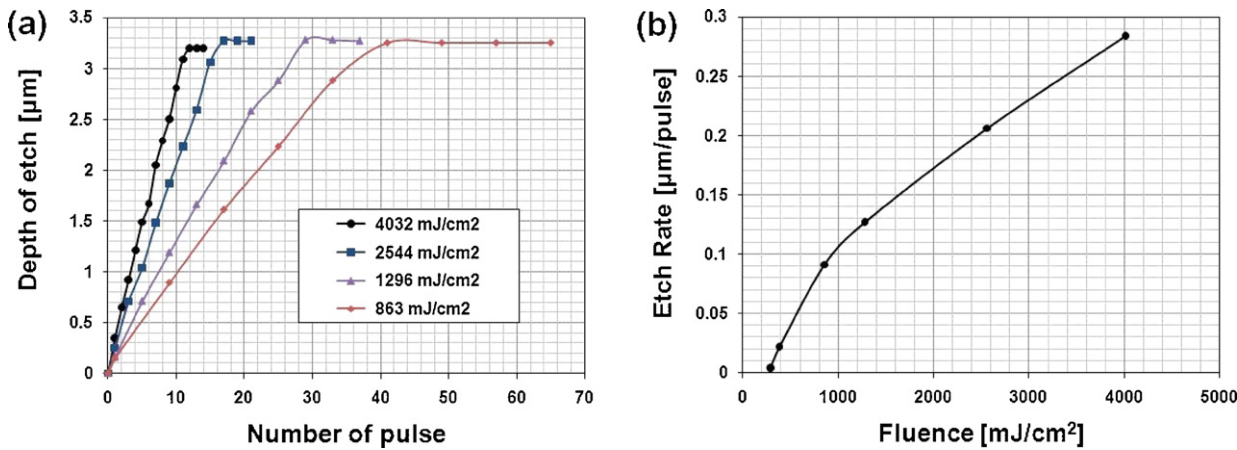 (a)
Depth of etch [µm]
3.5
3
2.5
2
1.5
1
0.5
0
0 10 20 30 40 50 60 70
Number of pulse
4032 mJ/cm2
2544 mJ/cm2
1296 mJ/cm2
863 mJ/cm2
(b)
Etch Rate [µm/pulse]
0.3
0.25
0.2
0.15
0.1
0.05
0
0 1000 2000 3000 4000 5000
Fluence [mJ/cm²]